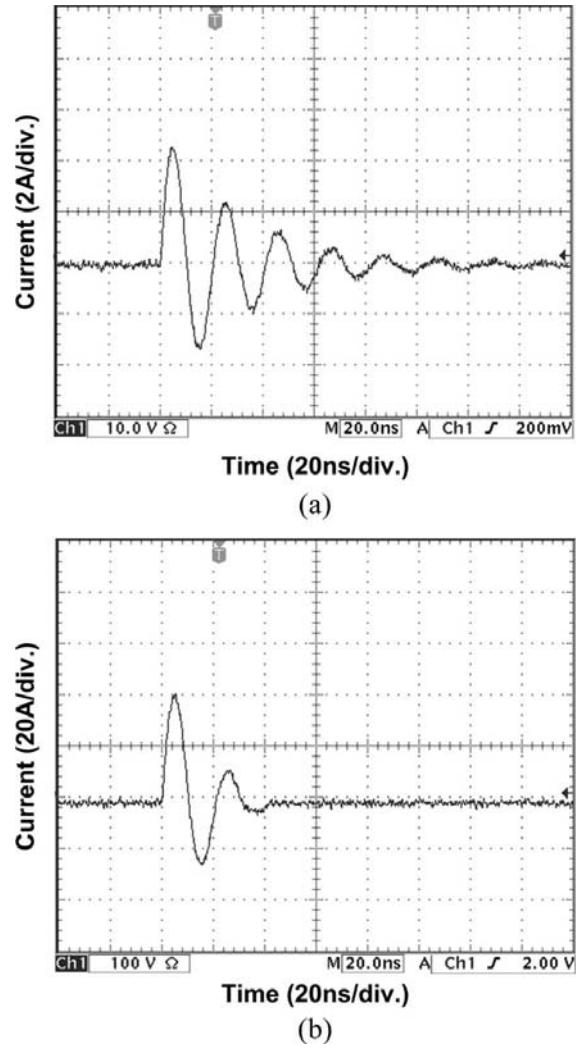 T
Current (2A/div.)
Ch1 10.0 V Ω M 20.0ns A Ch1 ƒ 200mV
Time (20ns/div.)
(a)
T
Current (20A/div.)
Ch1 100 V Ω M 20.0ns A Ch1 ƒ 2.00 V
Time (20ns/div.)
(b)